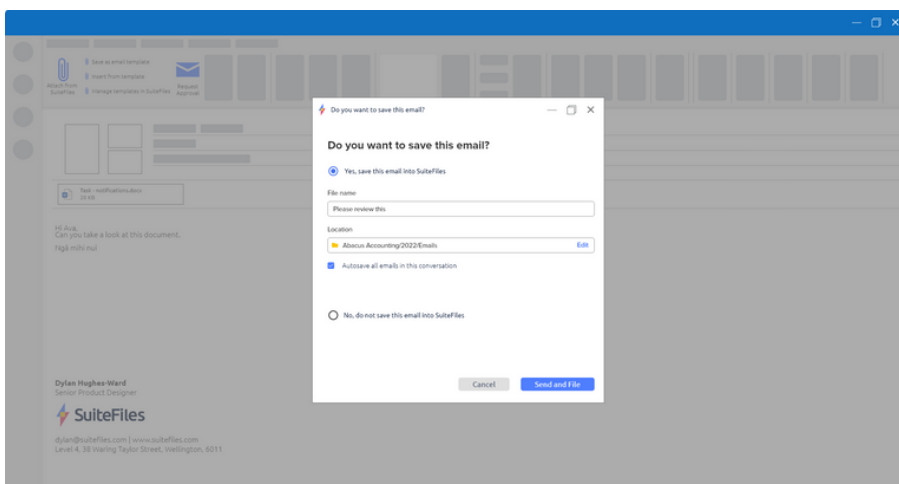 Save as email template
Insert from template
Manage templates in SuiteFiles
Attach from
SuiteFiles
Request
Approval
Task - notifications.docx
28 KB
Hi Ava,
Can you take a look at this document.
Ngā mihi nui
Dylan Hughes-Ward
Senior Product Designer
SuiteFiles
dylan@suitefiles.com | www.suitefiles.com
Level 4, 38 Waring Taylor Street, Wellington, 6011
Do you want to save this email?
Do you want to save this email?
Yes, save this email into SuiteFiles
File name
Please review this
Location
Abacus Accounting/2022/Emails
Edit
Autosave all emails in this conversation
No, do not save this email into SuiteFiles
Cancel
Send and File